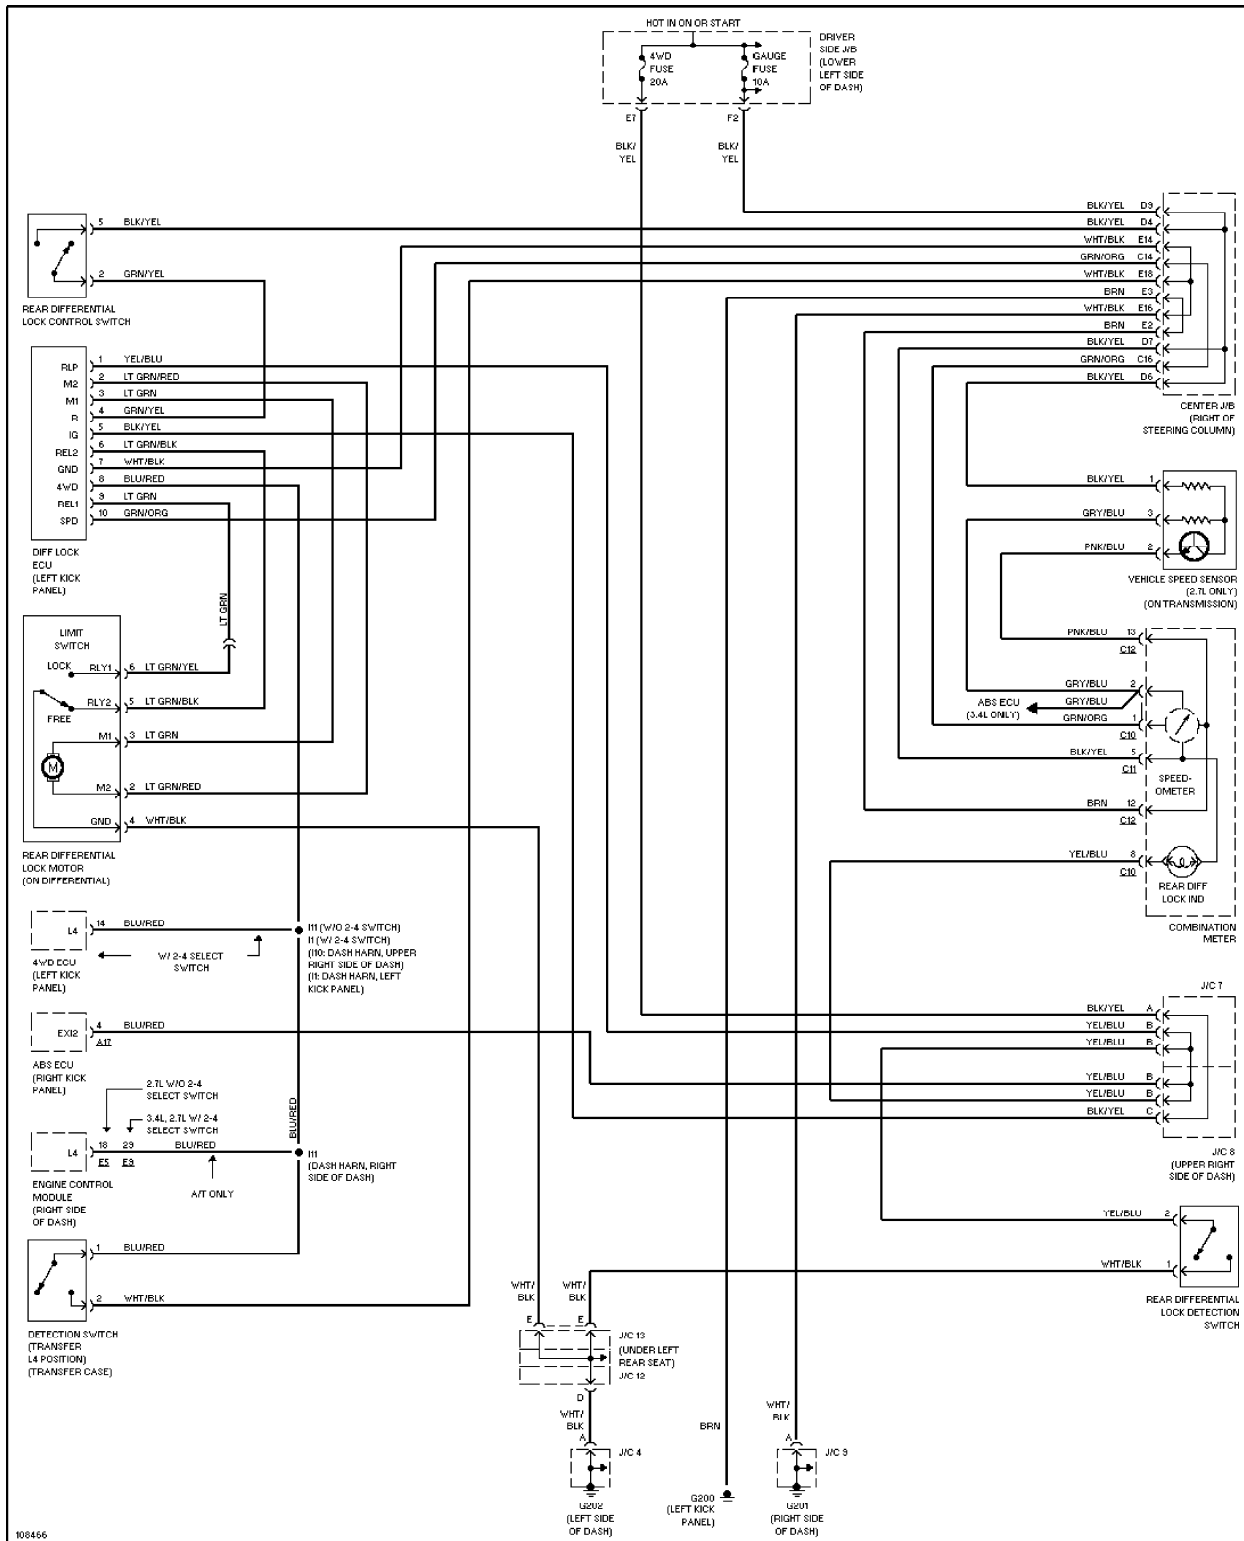 HOT IN ON OR START
4WD
FUSE
20A
GAUGE
FUSE
10A
DRIVER
SIDE J/B
(LOWER
LEFT SIDE
OF DASH)
E7
F2
BLK/
YEL
BLK/
YEL
5 BLK/YEL
2 GRN/YEL
REAR DIFFERENTIAL
LOCK CONTROL SWITCH
BLK/YEL D9
BLK/YEL D4
WHT/BLK E14
GRN/ORG C14
WHT/BLK E18
BRN E3
WHT/BLK E16
BRN E2
BLK/YEL D7
GRN/ORG C16
BLK/YEL D6
CENTER J/B
(RIGHT OF
STEERING COLUMN)
RLP 1 YEL/BLU
M2 2 LT GRN/RED
M1 3 LT GRN
R 4 GRN/YEL
IG 5 BLK/YEL
REL2 6 LT GRN/BLK
GND 7 WHT/BLK
4WD 8 BLU/RED
REL1 9 LT GRN
SPD 10 GRN/ORG
DIFF LOCK
ECU
(LEFT KICK
PANEL)
LT GRN
BLK/YEL 1
GRY/BLU 3
PNK/BLU 2
VEHICLE SPEED SENSOR
(2.7L ONLY)
(ON TRANSMISSION)
LIMIT
SWITCH
LOCK
RLY1 6 LT GRN/YEL
RLY2 5 LT GRN/BLK
FREE
M1 3 LT GRN
M
M2 2 LT GRN/RED
GND 4 WHT/BLK
REAR DIFFERENTIAL
LOCK MOTOR
(ON DIFFERENTIAL)
PNK/BLU 13
C12
GRY/BLU 2
ABS ECU
(3.4L ONLY)
GRY/BLU
GRN/ORG 1
C10
BLK/YEL 5
C11
SPEED-
OMETER
BRN 12
C12
YEL/BLU 8
C10
REAR DIFF
LOCK IND
COMBINATION
METER
L4 14 BLU/RED
4WD ECU
(LEFT KICK
PANEL)
W/ 2-4 SELECT
SWITCH
I11 (W/O 2-4 SWITCH)
I1 (W/ 2-4 SWITCH)
(I10: DASH HARN, UPPER
RIGHT SIDE OF DASH)
(I1: DASH HARN, LEFT
KICK PANEL)
EXI2 4 BLU/RED
A17
ABS ECU
(RIGHT KICK
PANEL)
2.7L W/O 2-4
SELECT SWITCH
3.4L, 2.7L W/ 2-4
SELECT SWITCH
BLU/RED
L4 18 29 BLU/RED
E5 E9
ENGINE CONTROL
MODULE
(RIGHT SIDE
OF DASH)
A/T ONLY
I11
(DASH HARN, RIGHT
SIDE OF DASH)
J/C 7
BLK/YEL A
YEL/BLU B
YEL/BLU B
YEL/BLU B
YEL/BLU B
BLK/YEL C
J/C 8
(UPPER RIGHT
SIDE OF DASH)
1 BLU/RED
2 WHT/BLK
DETECTION SWITCH
(TRANSFER
L4 POSITION)
(TRANSFER CASE)
YEL/BLU 2
WHT/BLK 1
REAR DIFFERENTIAL
LOCK DETECTION
SWITCH
WHT/
BLK
WHT/
BLK
E
E
J/C 13
(UNDER LEFT
REAR SEAT)
J/C 12
D
WHT/
BLK
A
J/C 4
G202
(LEFT SIDE
OF DASH)
BRN
G200
(LEFT KICK
PANEL)
WHT/
BLK
A
J/C 9
G201
(RIGHT SIDE
OF DASH)
108466